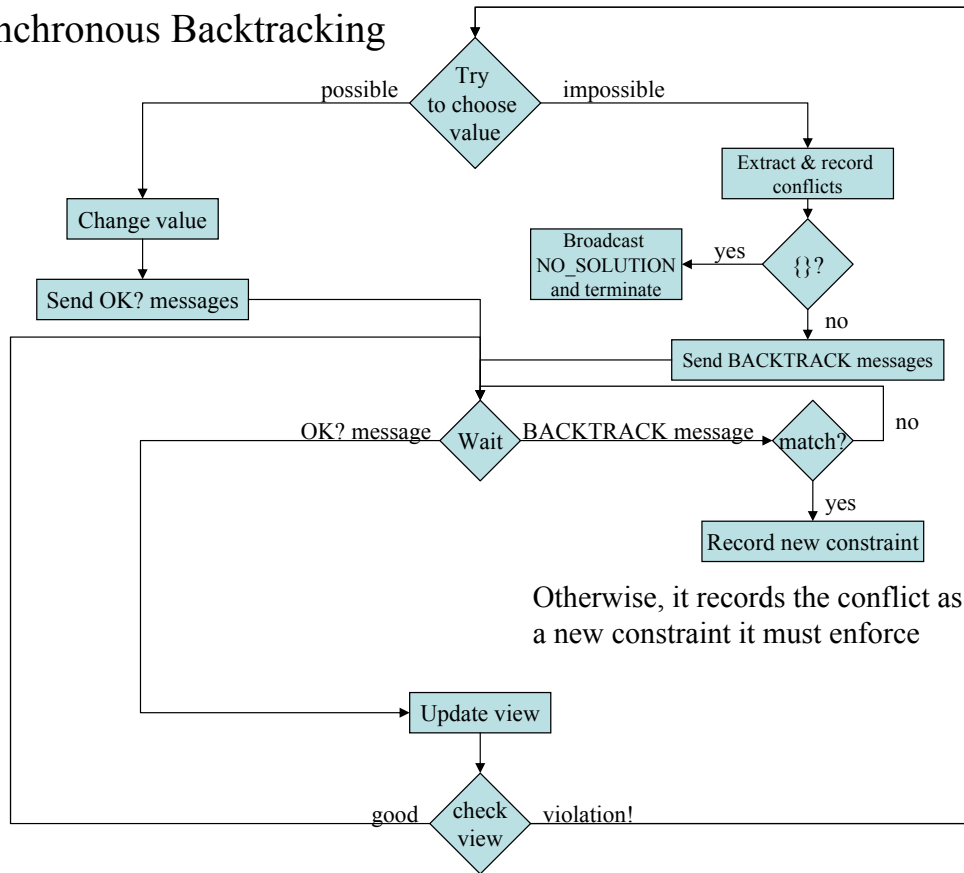 nchronous Backtracking
Try
to choose
value
possible
impossible
Extract & record
conflicts
Change value
Broadcast
NO_SOLUTION
and terminate
yes
{}?
Send OK? messages
no
Send BACKTRACK messages
OK? message
Wait
BACKTRACK message
match?
no
yes
Record new constraint
Otherwise, it records the conflict as
a new constraint it must enforce
Update view
good
check
view
violation!